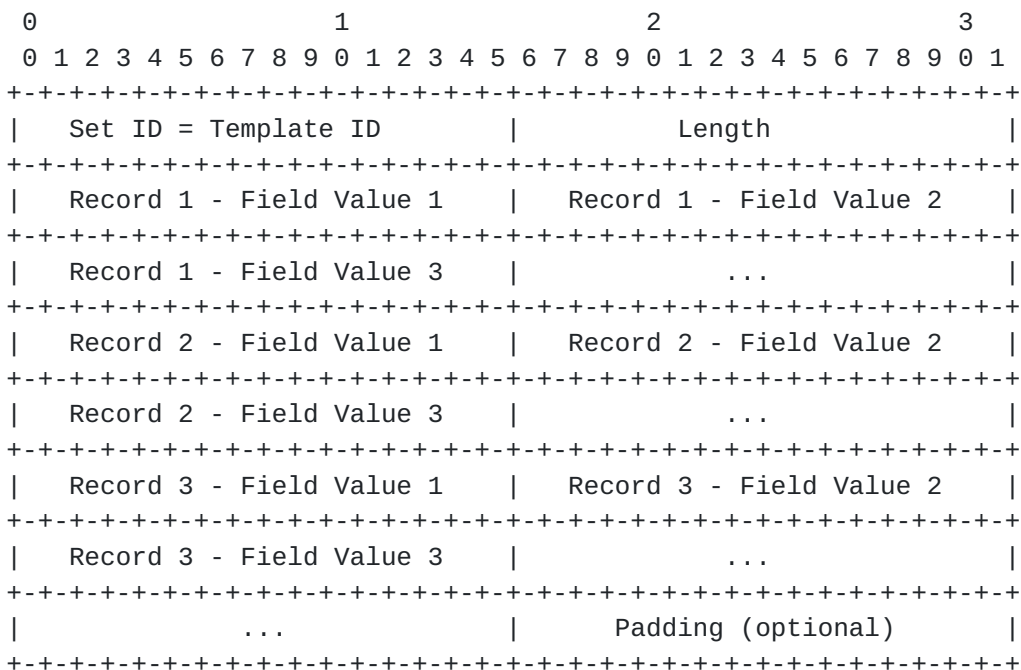 0                   1                   2                   3
 0 1 2 3 4 5 6 7 8 9 0 1 2 3 4 5 6 7 8 9 0 1 2 3 4 5 6 7 8 9 0 1
+-+-+-+-+-+-+-+-+-+-+-+-+-+-+-+-+-+-+-+-+-+-+-+-+-+-+-+-+-+-+-+-+
|   Set ID = Template ID        |          Length               |
+-+-+-+-+-+-+-+-+-+-+-+-+-+-+-+-+-+-+-+-+-+-+-+-+-+-+-+-+-+-+-+-+
|   Record 1 - Field Value 1    |   Record 1 - Field Value 2    |
+-+-+-+-+-+-+-+-+-+-+-+-+-+-+-+-+-+-+-+-+-+-+-+-+-+-+-+-+-+-+-+-+
|   Record 1 - Field Value 3    |             ...               |
+-+-+-+-+-+-+-+-+-+-+-+-+-+-+-+-+-+-+-+-+-+-+-+-+-+-+-+-+-+-+-+-+
|   Record 2 - Field Value 1    |   Record 2 - Field Value 2    |
+-+-+-+-+-+-+-+-+-+-+-+-+-+-+-+-+-+-+-+-+-+-+-+-+-+-+-+-+-+-+-+-+
|   Record 2 - Field Value 3    |             ...               |
+-+-+-+-+-+-+-+-+-+-+-+-+-+-+-+-+-+-+-+-+-+-+-+-+-+-+-+-+-+-+-+-+
|   Record 3 - Field Value 1    |   Record 3 - Field Value 2    |
+-+-+-+-+-+-+-+-+-+-+-+-+-+-+-+-+-+-+-+-+-+-+-+-+-+-+-+-+-+-+-+-+
|   Record 3 - Field Value 3    |             ...               |
+-+-+-+-+-+-+-+-+-+-+-+-+-+-+-+-+-+-+-+-+-+-+-+-+-+-+-+-+-+-+-+-+
|              ...              |      Padding (optional)       |
+-+-+-+-+-+-+-+-+-+-+-+-+-+-+-+-+-+-+-+-+-+-+-+-+-+-+-+-+-+-+-+-+